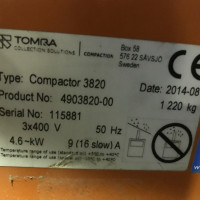 TOMRA
COLLECTION SOLUTIONS
COMPACTION:
Box 58
576 22 SÄVSJÖ
Sweden
CE
Type: Compactor 3820
Date: 2014-08
Product No: 4903820-00
1 220 kg
Serial No: 115881
3x400 V 50 Hz
4.6 kW 9 (16 slow) A